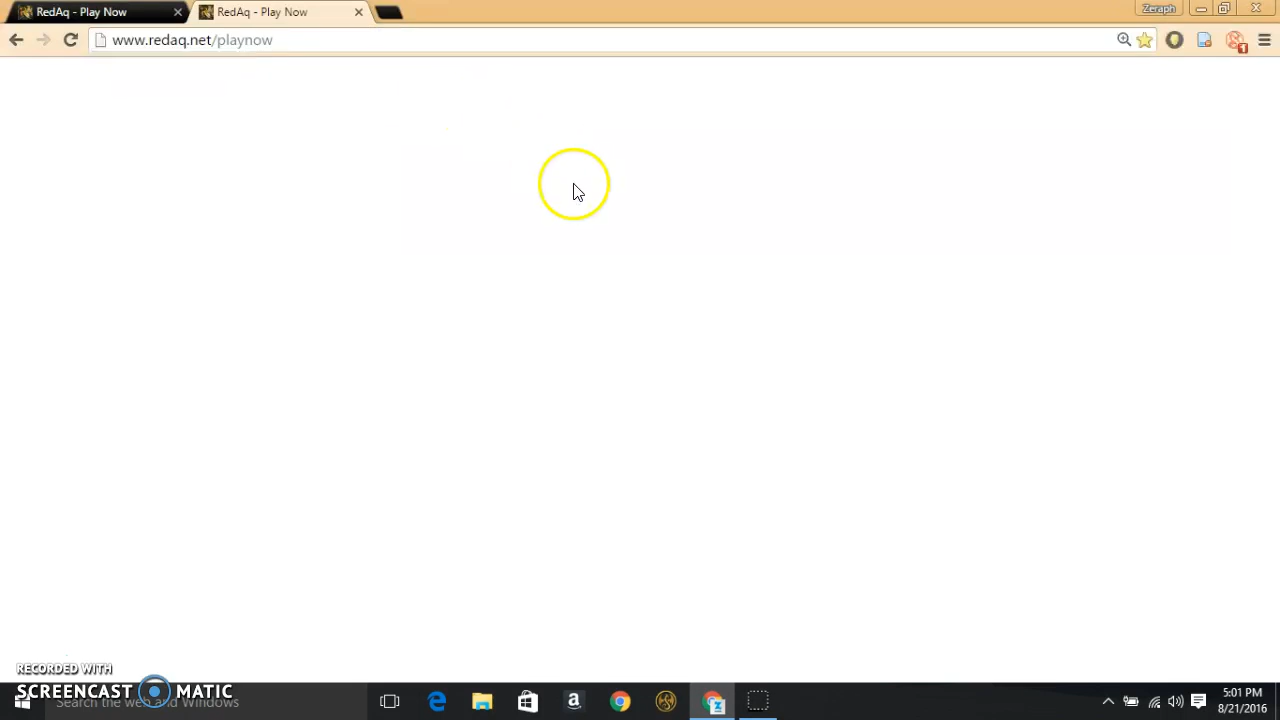 RedAq - Play Now
RedAq - Play Now
Zeraph
www.redaq.net/playnow
1
RECORDED WITH
SCREENCAST MATIC
Search the web and Windows
5:01 PM
8/21/2016